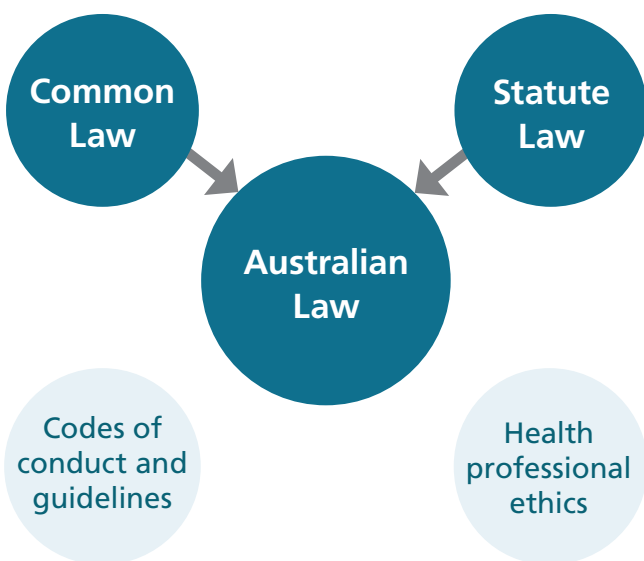 Common
Law
Statute
Law
Australian
Law
Codes of
conduct and
guidelines
Health
professional
ethics